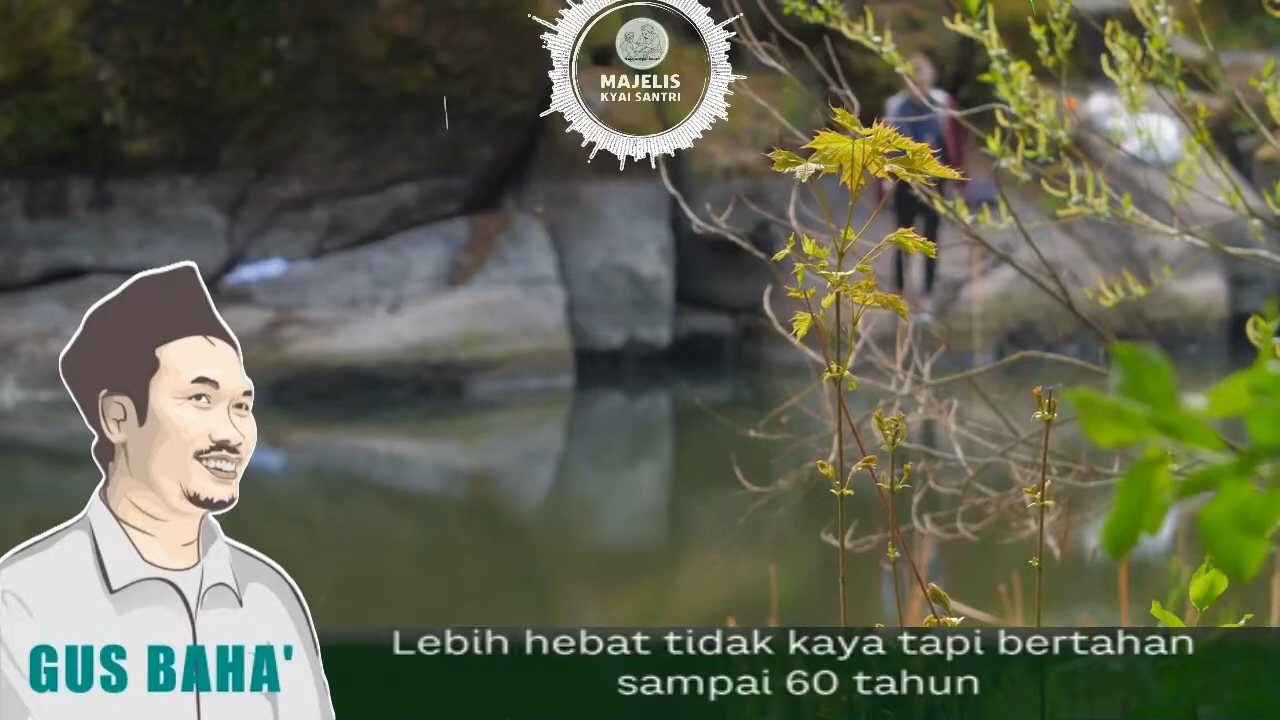 MAJELIS
KYAI SANTRI
GUS BAHA'
Lebih hebat tidak kaya tapi bertahan
sampai 60 tahun